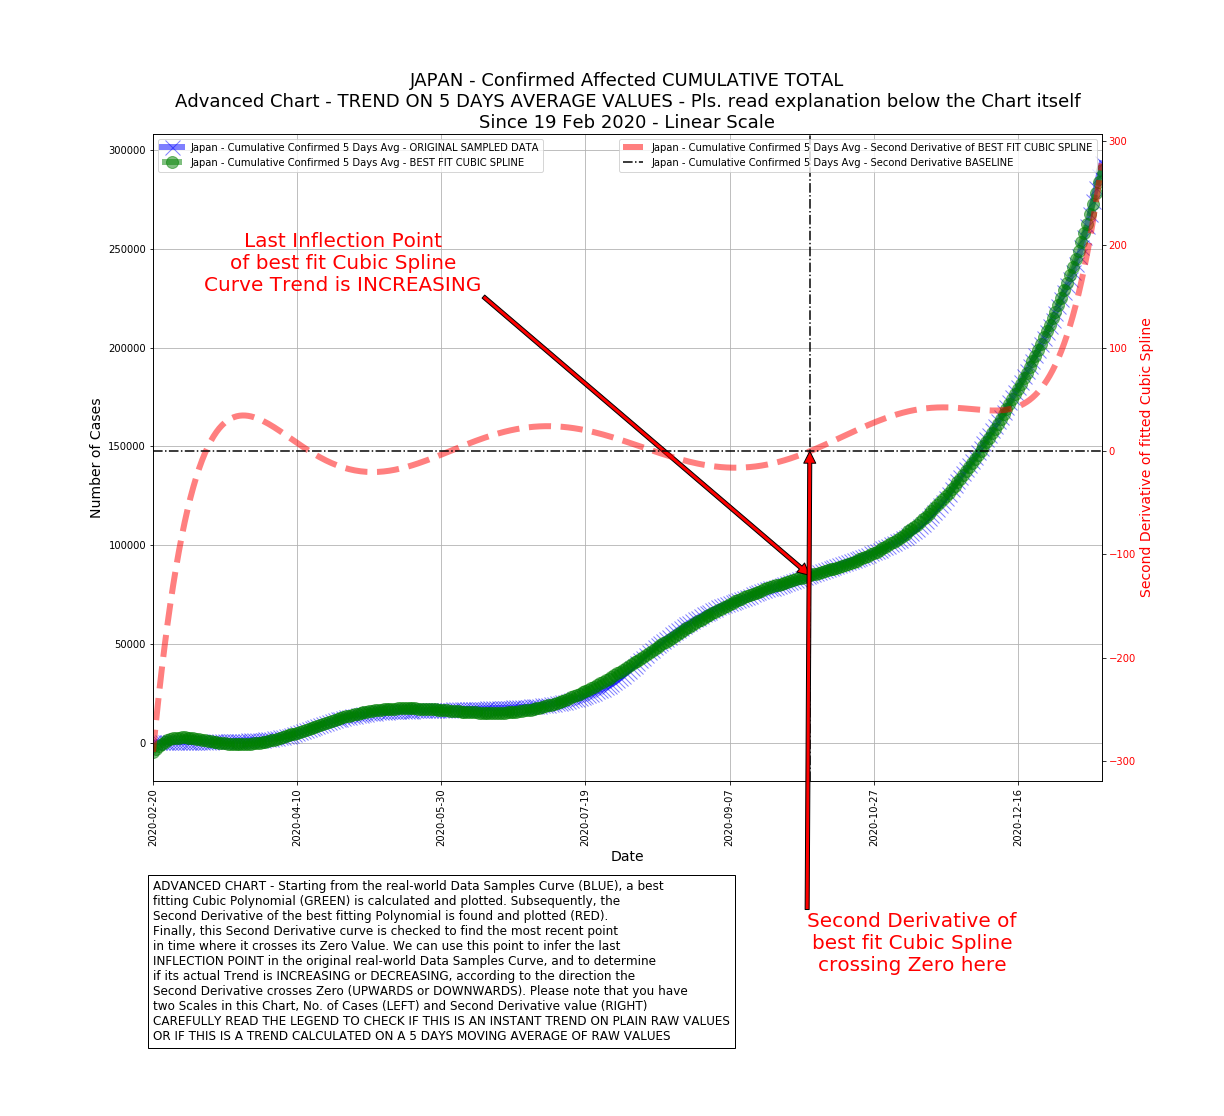 JAPAN - Confirmed Affected CUMULATIVE TOTAL
Advanced Chart - TREND ON 5 DAYS AVERAGE VALUES - Pls. read explanation below the Chart itself
Since 19 Feb 2020 - Linear Scale
Japan - Cumulative Confirmed 5 Days Avg - ORIGINAL SAMPLED DATA
Japan - Cumulative Confirmed 5 Days Avg - BEST FIT CUBIC SPLINE
Japan - Cumulative Confirmed 5 Days Avg - Second Derivative of BEST FIT CUBIC SPLINE
Japan - Cumulative Confirmed 5 Days Avg - Second Derivative BASELINE
Last Inflection Point
of best fit Cubic Spline
Curve Trend is INCREASING
Number of Cases
300000
250000
200000
150000
100000
50000
0
300
200
100
0
−100
−200
−300
Second Derivative of fitted Cubic Spline
2020-02-20
2020-04-10
2020-05-30
2020-07-19
2020-09-07
2020-10-27
2020-12-16
Date
ADVANCED CHART - Starting from the real-world Data Samples Curve (BLUE), a best
fitting Cubic Polynomial (GREEN) is calculated and plotted. Subsequently, the
Second Derivative of the best fitting Polynomial is found and plotted (RED).
Finally, this Second Derivative curve is checked to find the most recent point
in time where it crosses its Zero Value. We can use this point to infer the last
INFLECTION POINT in the original real-world Data Samples Curve, and to determine
if its actual Trend is INCREASING or DECREASING, according to the direction the
Second Derivative crosses Zero (UPWARDS or DOWNWARDS). Please note that you have
two Scales in this Chart, No. of Cases (LEFT) and Second Derivative value (RIGHT)
CAREFULLY READ THE LEGEND TO CHECK IF THIS IS AN INSTANT TREND ON PLAIN RAW VALUES
OR IF THIS IS A TREND CALCULATED ON A 5 DAYS MOVING AVERAGE OF RAW VALUES
Second Derivative of
best fit Cubic Spline
crossing Zero here